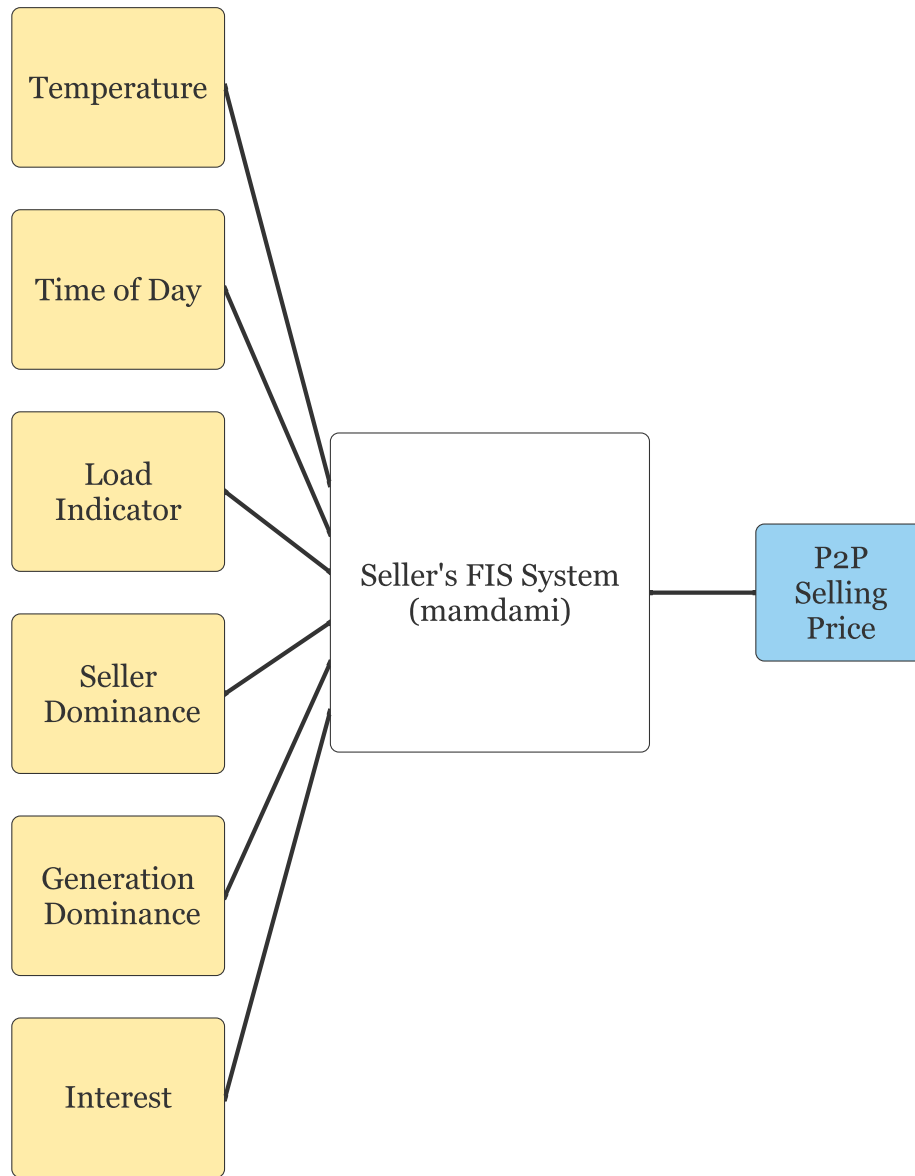 Temperature
Time of Day
Load
Indicator
Seller
Dominance
Generation
Dominance
Interest
Seller's FIS System
(mamdami)
P2P
Selling
Price